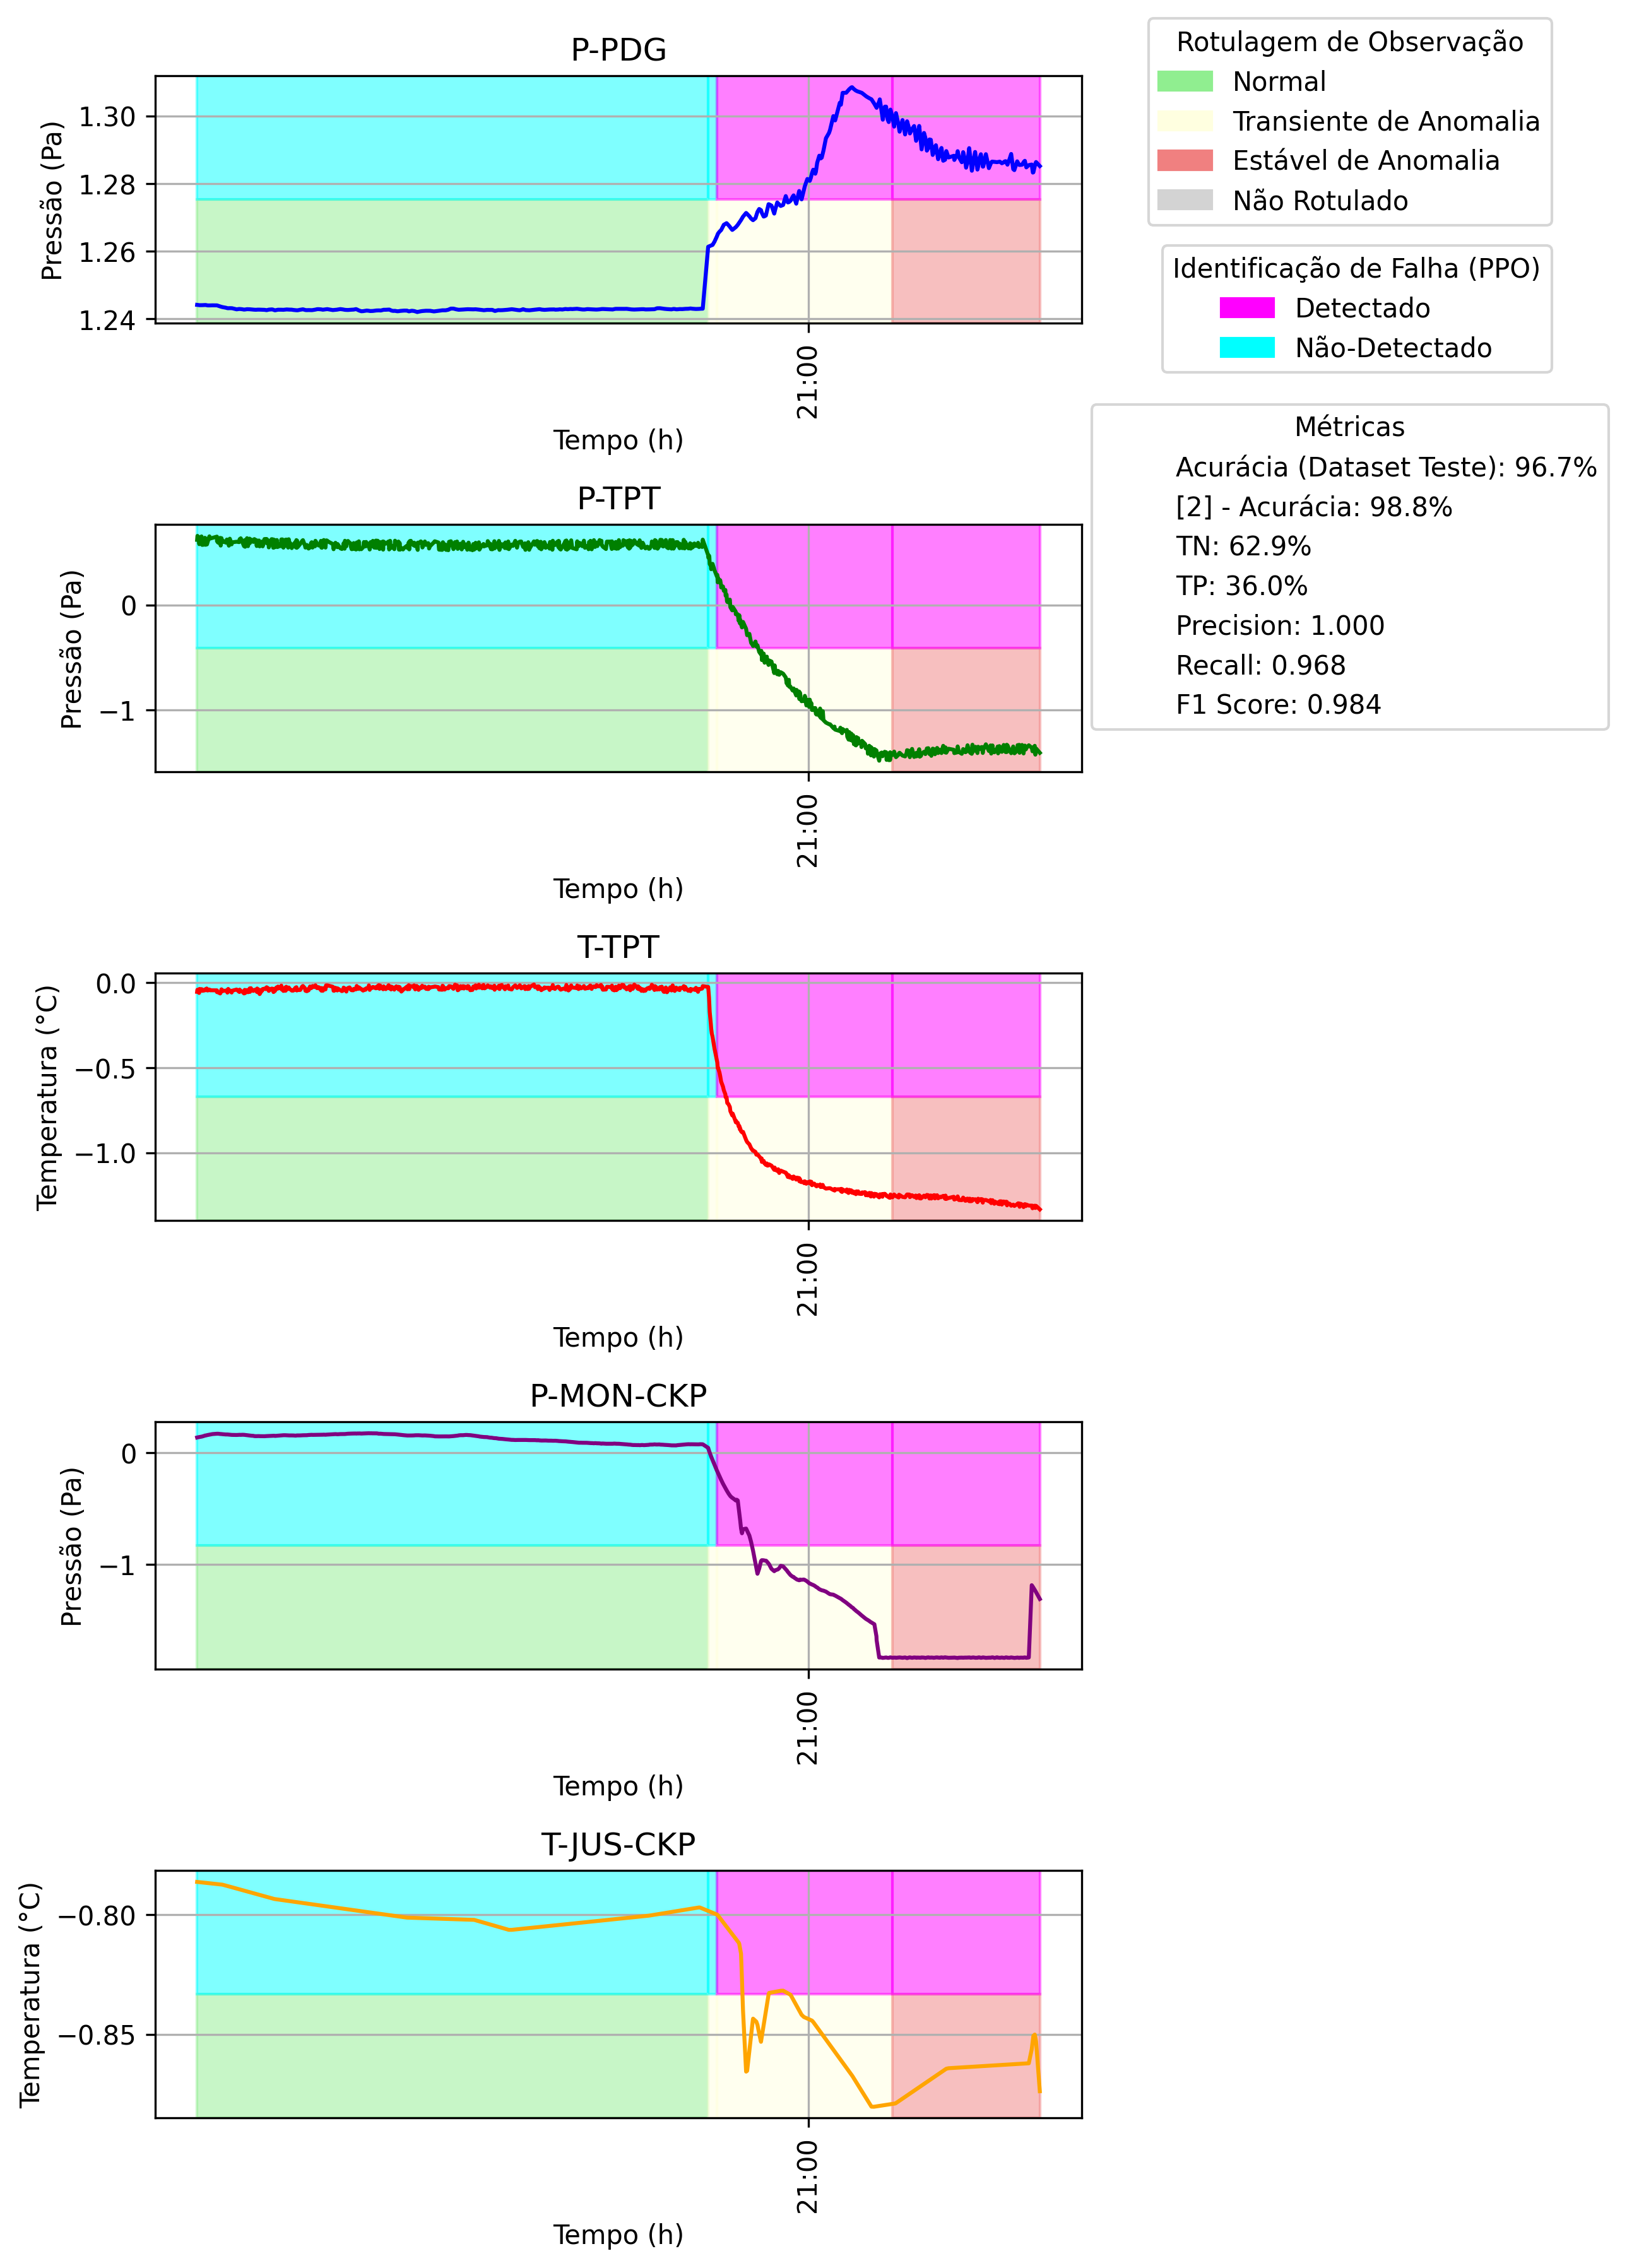 P-PDG
Pressão (Pa)
1.30
1.28
1.26
1.24
21:00
Tempo (h)
Rotulagem de Observação
Normal
Transiente de Anomalia
Estável de Anomalia
Não Rotulado
Identificação de Falha (PPO)
Detectado
Não-Detectado
Métricas
Acurácia (Dataset Teste): 96.7%
[2] - Acurácia: 98.8%
TN: 62.9%
TP: 36.0%
Precision: 1.000
Recall: 0.968
F1 Score: 0.984
P-TPT
Pressão (Pa)
0
−1
21:00
Tempo (h)
T-TPT
Temperatura (°C)
0.0
−0.5
−1.0
21:00
Tempo (h)
P-MON-CKP
Pressão (Pa)
0
−1
21:00
Tempo (h)
T-JUS-CKP
Temperatura (°C)
−0.80
−0.85
21:00
Tempo (h)